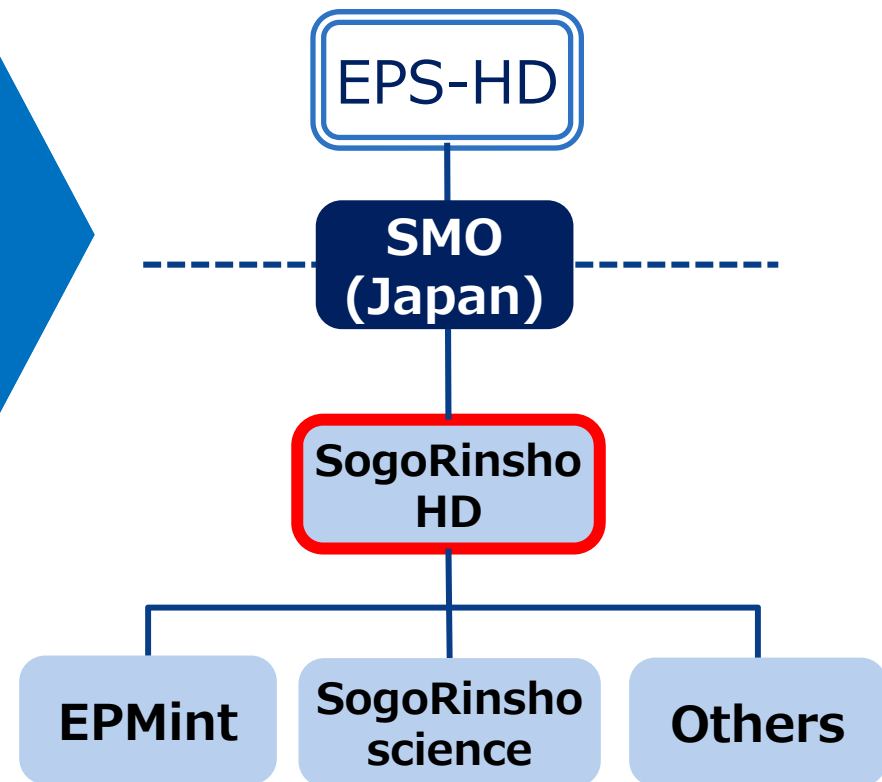 EPS-HD
SMO
(Japan)
SogoRinsho
HD
EPMint
SogoRinsho
science
Others